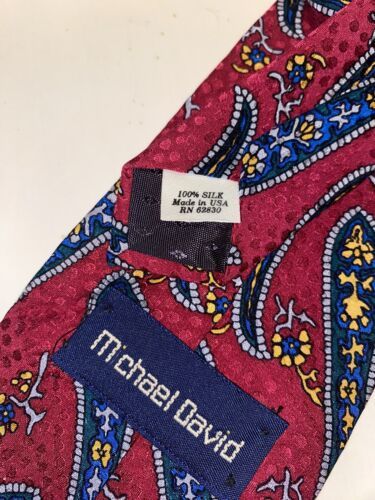 100% SILK
Made in USA
RN 62830
Michael David